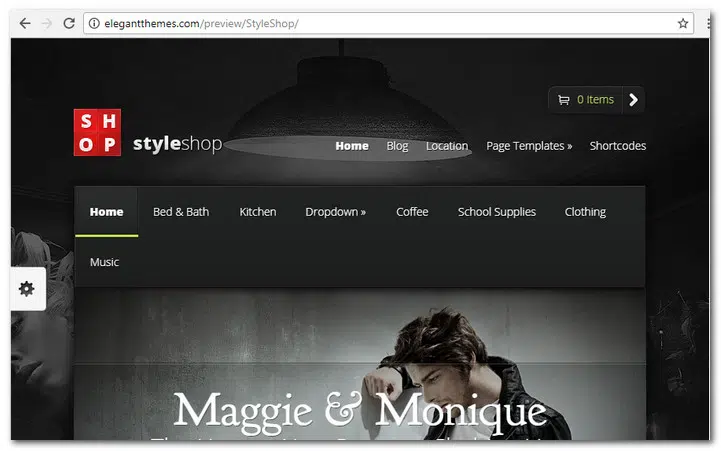 elegantthemes.com/preview/StyleShop/
0 Items
SH
OP
styleshop
Home Blog Location Page Templates » Shortcodes
Home Bed & Bath Kitchen Dropdown » Coffee School Supplies Clothing
Music
Maggie & Monique